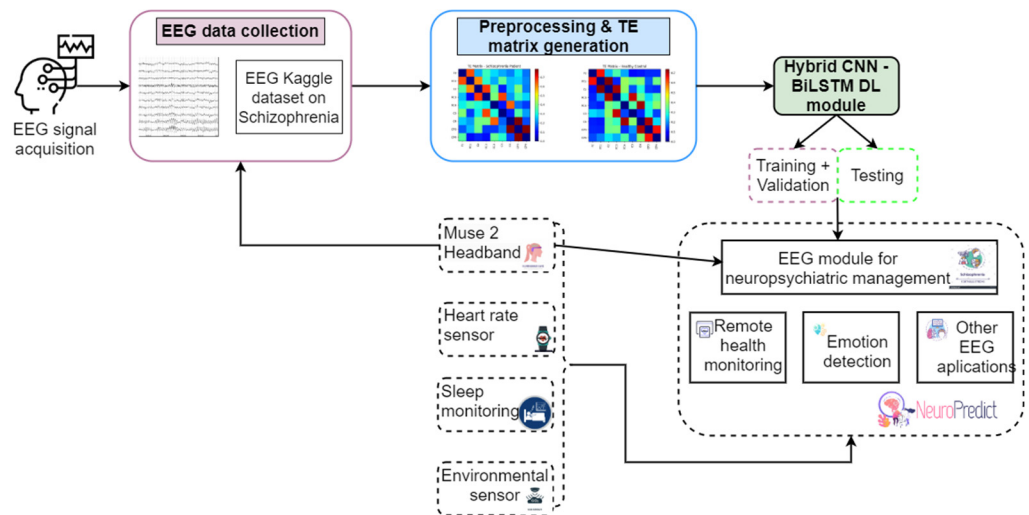 EEG signal
acquisition
EEG data collection
EEG Kaggle
dataset on
Schizophrenia
Preprocessing & TE
matrix generation
Hybrid CNN -
BiLSTM DL
module
Training +
Validation
Testing
Muse 2
Headband
Heart rate
sensor
Sleep
monitoring
Environmental
sensor
EEG module for
neuropsychiatric management
Remote
health
monitoring
Emotion
detection
Other
EEG
aplications
NeuroPredict